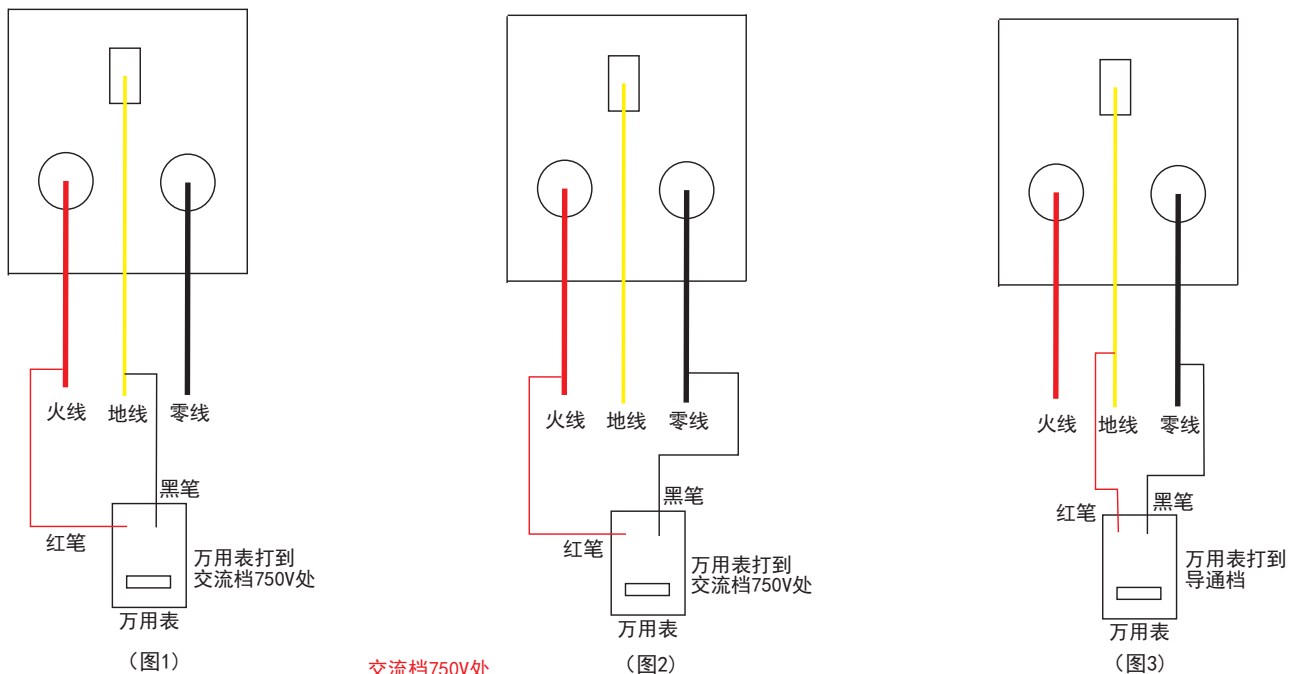 火线 地线 零线
黑笔
红笔
万用表打到
交流档750V处
万用表
（图1）
火线 地线 零线
黑笔
红笔
万用表打到
交流档750V处
万用表
（图2）
火线 地线 零线
红笔
黑笔
万用表打到
导通档
万用表
（图3）
交流档750V处